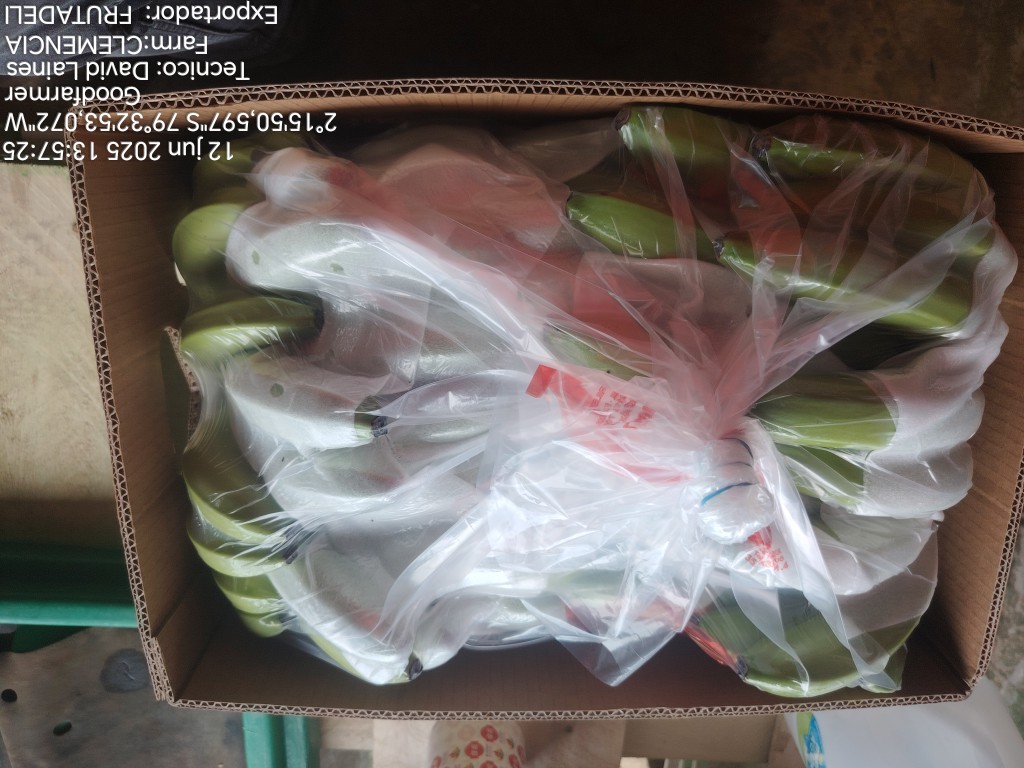 12 jun 2025 13:57:25
2°15'50,597"S 79°32'53,072"W
Goodfarmer
Tecnico: David Laines
Farm:CLEMENCIA
Exportador: FRUTADELI